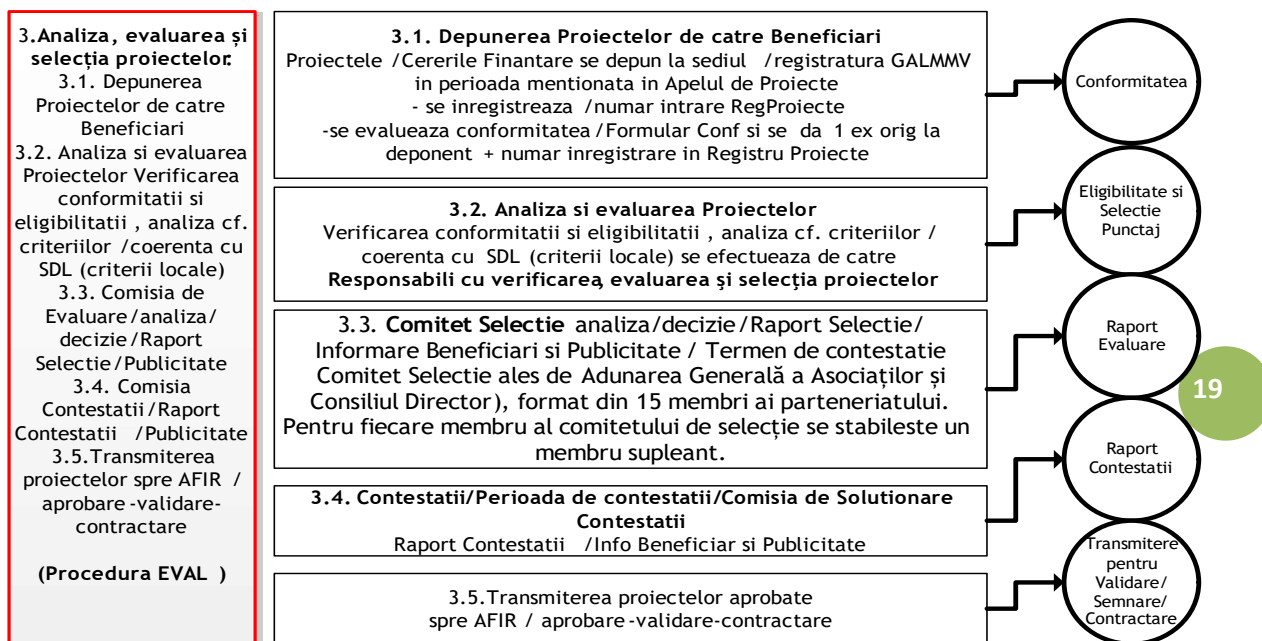 3.Analiza, evaluarea și
selecția proiectelor:
3.1. Depunerea
Proiectelor de catre
Beneficiari
3.2. Analiza si evaluarea
Proiectelor Verificarea
conformitatii si
eligibilitatii , analiza cf.
criteriilor /coerenta cu
SDL (criterii locale)
3.3. Comisia de
Evaluare/analiza/
decizie/Raport
Selectie/Publicitate
3.4. Comisia
Contestatii/Raport
Contestatii /Publicitate
3.5.Transmiterea
proiectelor spre AFIR /
aprobare-validare-
contractare
(Procedura EVAL )
3.1. Depunerea Proiectelor de catre Beneficiari
Proiectele /Cererile Finantare se depun la sediul /registratura GALMMV
in perioada mentionata in Apelul de Proiecte
- se inregistreaza /numar intrare RegProiecte
-se evalueaza conformitatea/Formular Conf si se da 1 ex orig la
deponent + numar inregistrare in Registru Proiecte
Conformitatea
3.2. Analiza si evaluarea Proiectelor
Verificarea conformitatii si eligibilitatii , analiza cf. criteriilor /
coerenta cu SDL (criterii locale) se efectueaza de catre
Responsabili cu verificarea, evaluarea şi selecţia proiectelor
Eligibilitate si
Selectie
Punctaj
3.3. Comitet Selectie analiza/decizie/Raport Selectie/
Informare Beneficiari si Publicitate / Termen de contestatie
Comitet Selectie ales de Adunarea Generală a Asociaților și
Consiliul Director), format din 15 membri ai parteneriatului.
Pentru fiecare membru al comitetului de selecție se stabileste un
membru supleant.
Raport
Evaluare
19
3.4. Contestatii/Perioada de contestatii/Comisia de Solutionare
Contestatii
Raport Contestatii /Info Beneficiar si Publicitate
Raport
Contestatii
3.5.Transmiterea proiectelor aprobate
spre AFIR / aprobare-validare-contractare
Transmitere
pentru
Validare/
Semnare/
Contractare